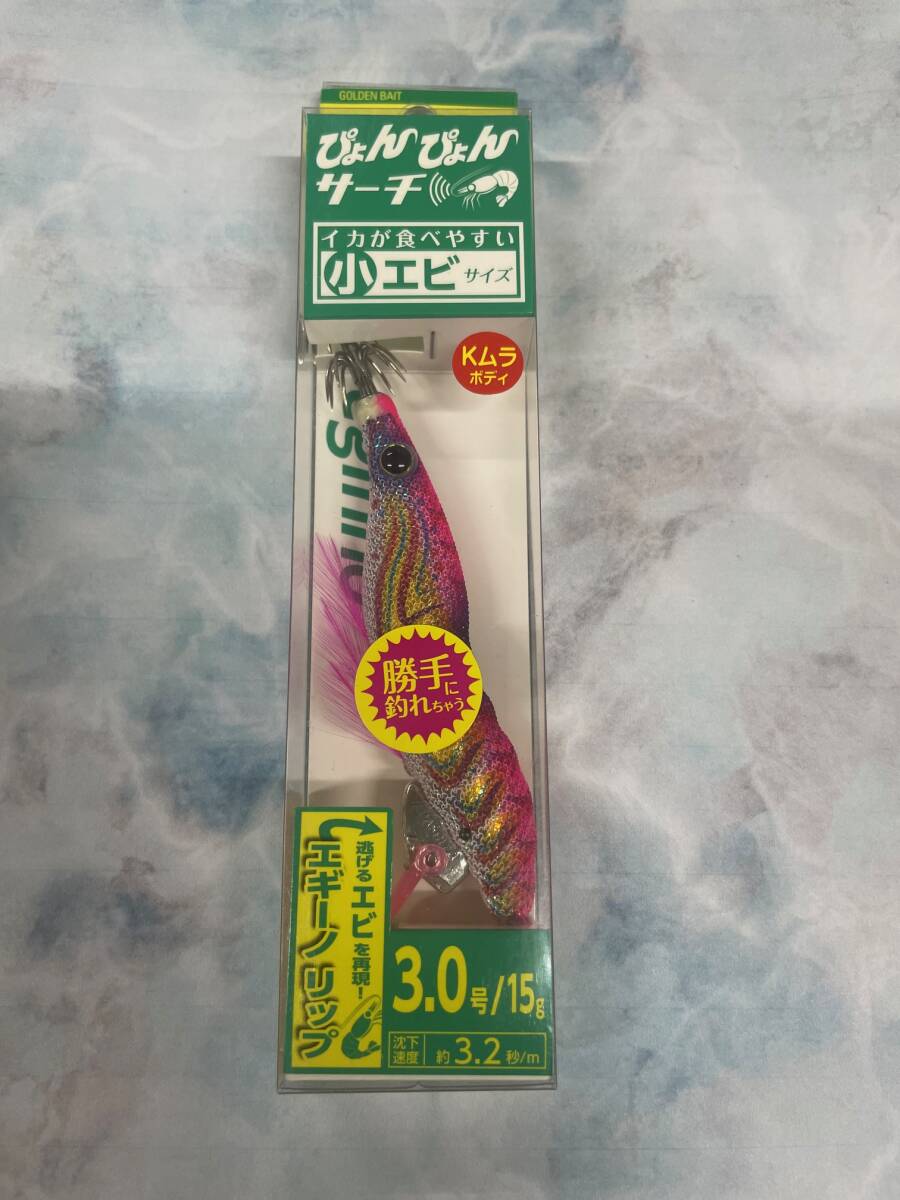 GOLDEN BAIT
ぴょんぴょん
サーチ
イカが食べやすい
小エビ サイズ
Kムラ
ボディ
勝手に
釣れちゃう
逃げるエビを再現!
エギーノリップ
3.0号/15g
沈下
速度
約3.2秒/m